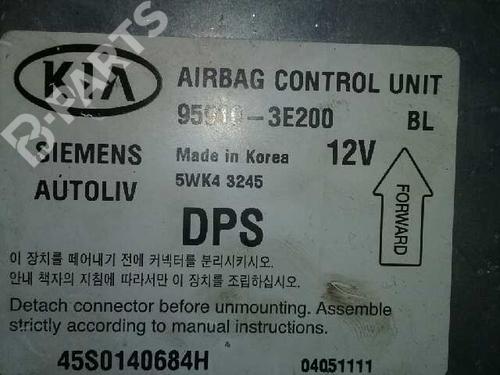 KIA
AIRBAG CONTROL UNIT
95910-3E200 BL
SIEMENS
AUTOLIV
Made in Korea
5WK4 3245
12V
DPS
FORWARD
이 장치를 떼어내기 전에 커넥터를 분리시키시오.
안내 책자의 지침에 따라서만 이 장치를 조립하십시오.
Detach connector before unmounting. Assemble
strictly according to manual instructions.
45S0140684H 04051111
B-PARTS